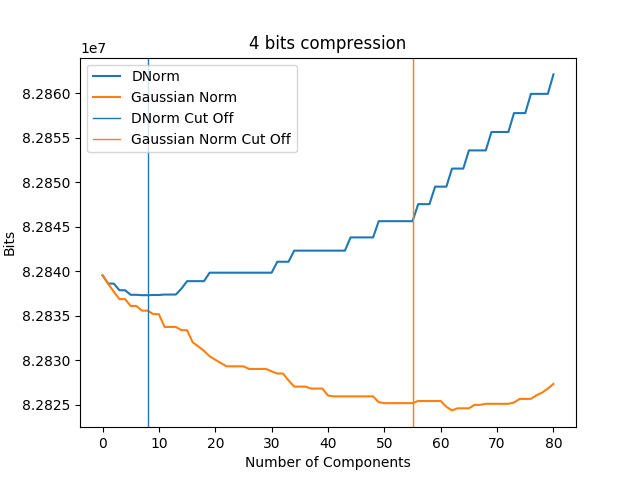 4 bits compression
1e7
DNorm
Gaussian Norm
DNorm Cut Off
Gaussian Norm Cut Off
8.2860
8.2855
8.2850
8.2845
8.2840
8.2835
8.2830
8.2825
Bits
0 10 20 30 40 50 60 70 80
Number of Components